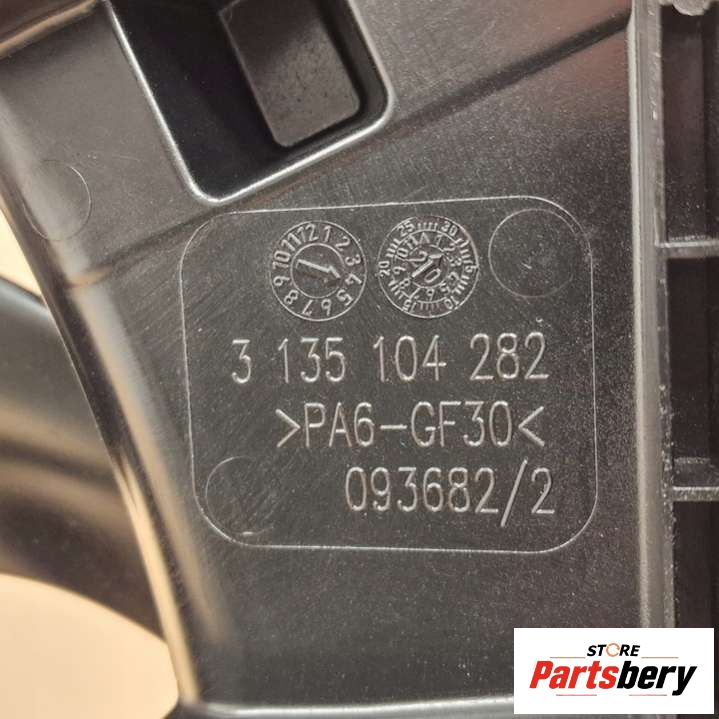 3 135 104 282
>PA6-GF30<
093682/2
STORE
Partsbery